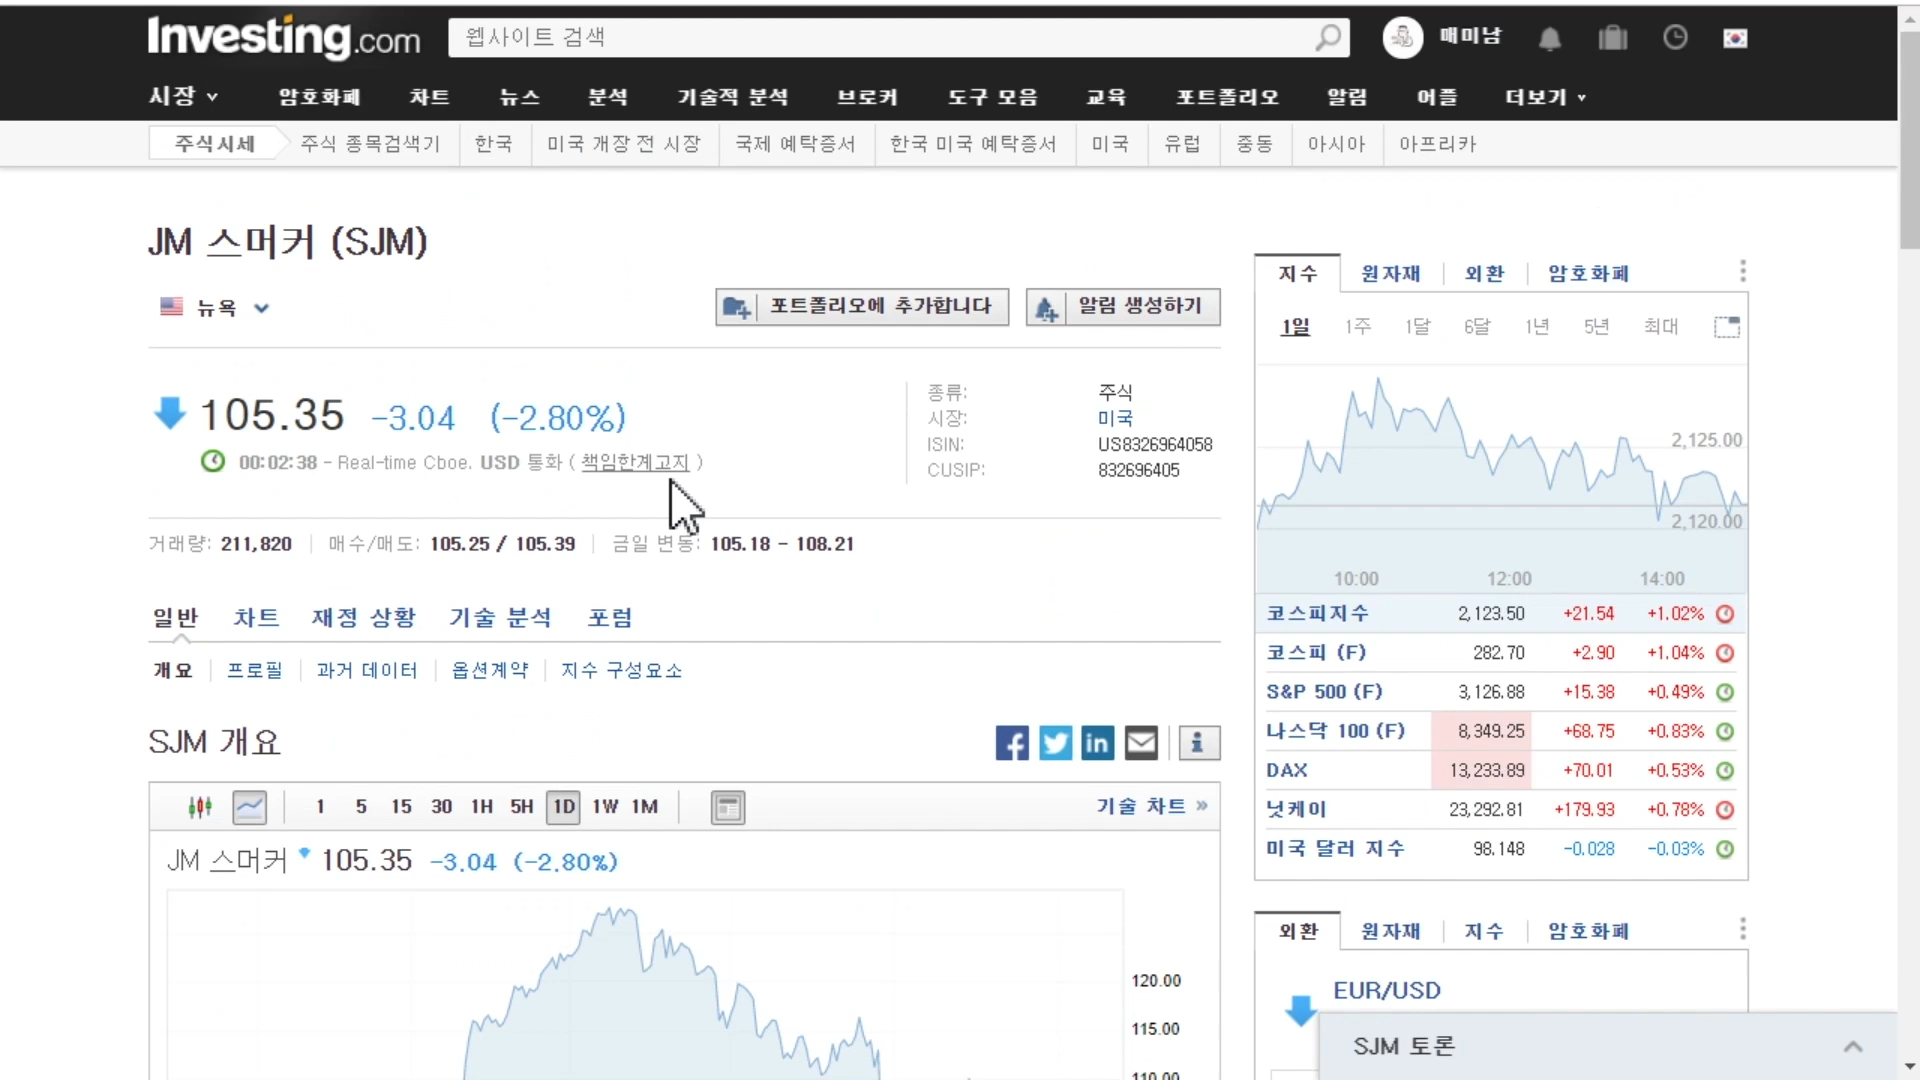 Investing.com
웹사이트 검색
매미남
시장
암호화폐
차트
뉴스
분석
기술적 분석
브로커
도구 모음
교육
포트폴리오
알림
어플
더보기
주식시세
주식 종목검색기
한국
미국 개장 전 시장
국제 예탁증서
한국 미국 예탁증서
미국
유럽
중동
아시아
아프리카
JM 스머커 (SJM)
뉴욕
포트폴리오에 추가합니다
알림 생성하기
105.35 -3.04 (-2.80%)
00:02:38 - Real-time Cboe. USD 통화 ( 책임한계고지 )
종류: 주식
시장: 미국
ISIN: US8326964058
CUSIP: 832696405
거래량: 211,820
매수/매도: 105.25 / 105.39
금일 변동: 105.18 - 108.21
일반
차트
재정 상황
기술 분석
포럼
개요
프로필
과거 데이터
옵션계약
지수 구성요소
SJM 개요
1 5 15 30 1H 5H 1D 1W 1M
기술 차트 »
JM 스머커 105.35 -3.04 (-2.80%)
120.00
115.00
110.00
지수
원자재
외환
암호화폐
1일 1주 1달 6달 1년 5년 최대
2,125.00
2,120.00
10:00 12:00 14:00
코스피지수 2,123.50 +21.54 +1.02%
코스피 (F) 282.70 +2.90 +1.04%
S&P 500 (F) 3,126.88 +15.38 +0.49%
나스닥 100 (F) 8,349.25 +68.75 +0.83%
DAX 13,233.89 +70.01 +0.53%
닛케이 23,292.81 +179.93 +0.78%
미국 달러 지수 98.148 -0.028 -0.03%
외환
원자재
지수
암호화폐
EUR/USD
SJM 토론